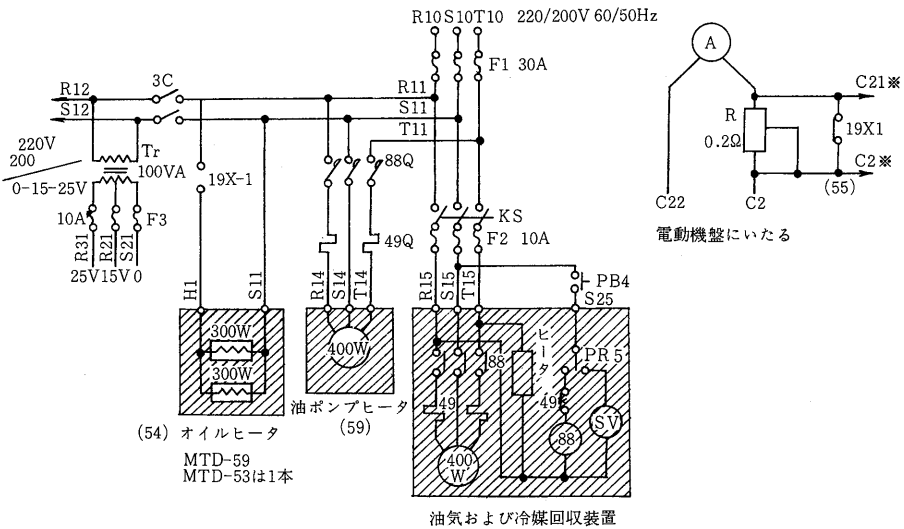 R10 S10 T10 220/200V 60/50Hz
F1 30A
R12
3C
R11
S12
S11
T11
220V
200
0-15-25V
Tr
100VA
19X-1
88Q
10A
F3
R31
R21
S21
25V 15V 0
49Q
KS
F2 10A
H1
S11
R14
S14
T14
R15
S15
T15
PB4
S25
300W
300W
400W
88
ヒータ
PR5
49
49
88
SV
400
W
(54) オイルヒータ
MTD-59
MTD-53は1本
油ポンプヒータ
(59)
油気および冷媒回収装置
A
C21※
R
0.2Ω
19X1
C2※
(55)
C22
C2
電動機盤にいたる